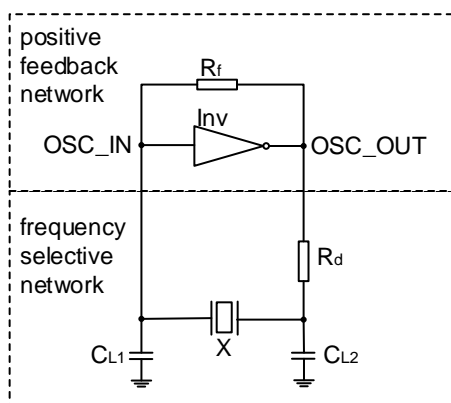 positive
feedback
network
Rf
Inv
OSC_IN
OSC_OUT
frequency
selective
network
Rd
X
CL1
CL2